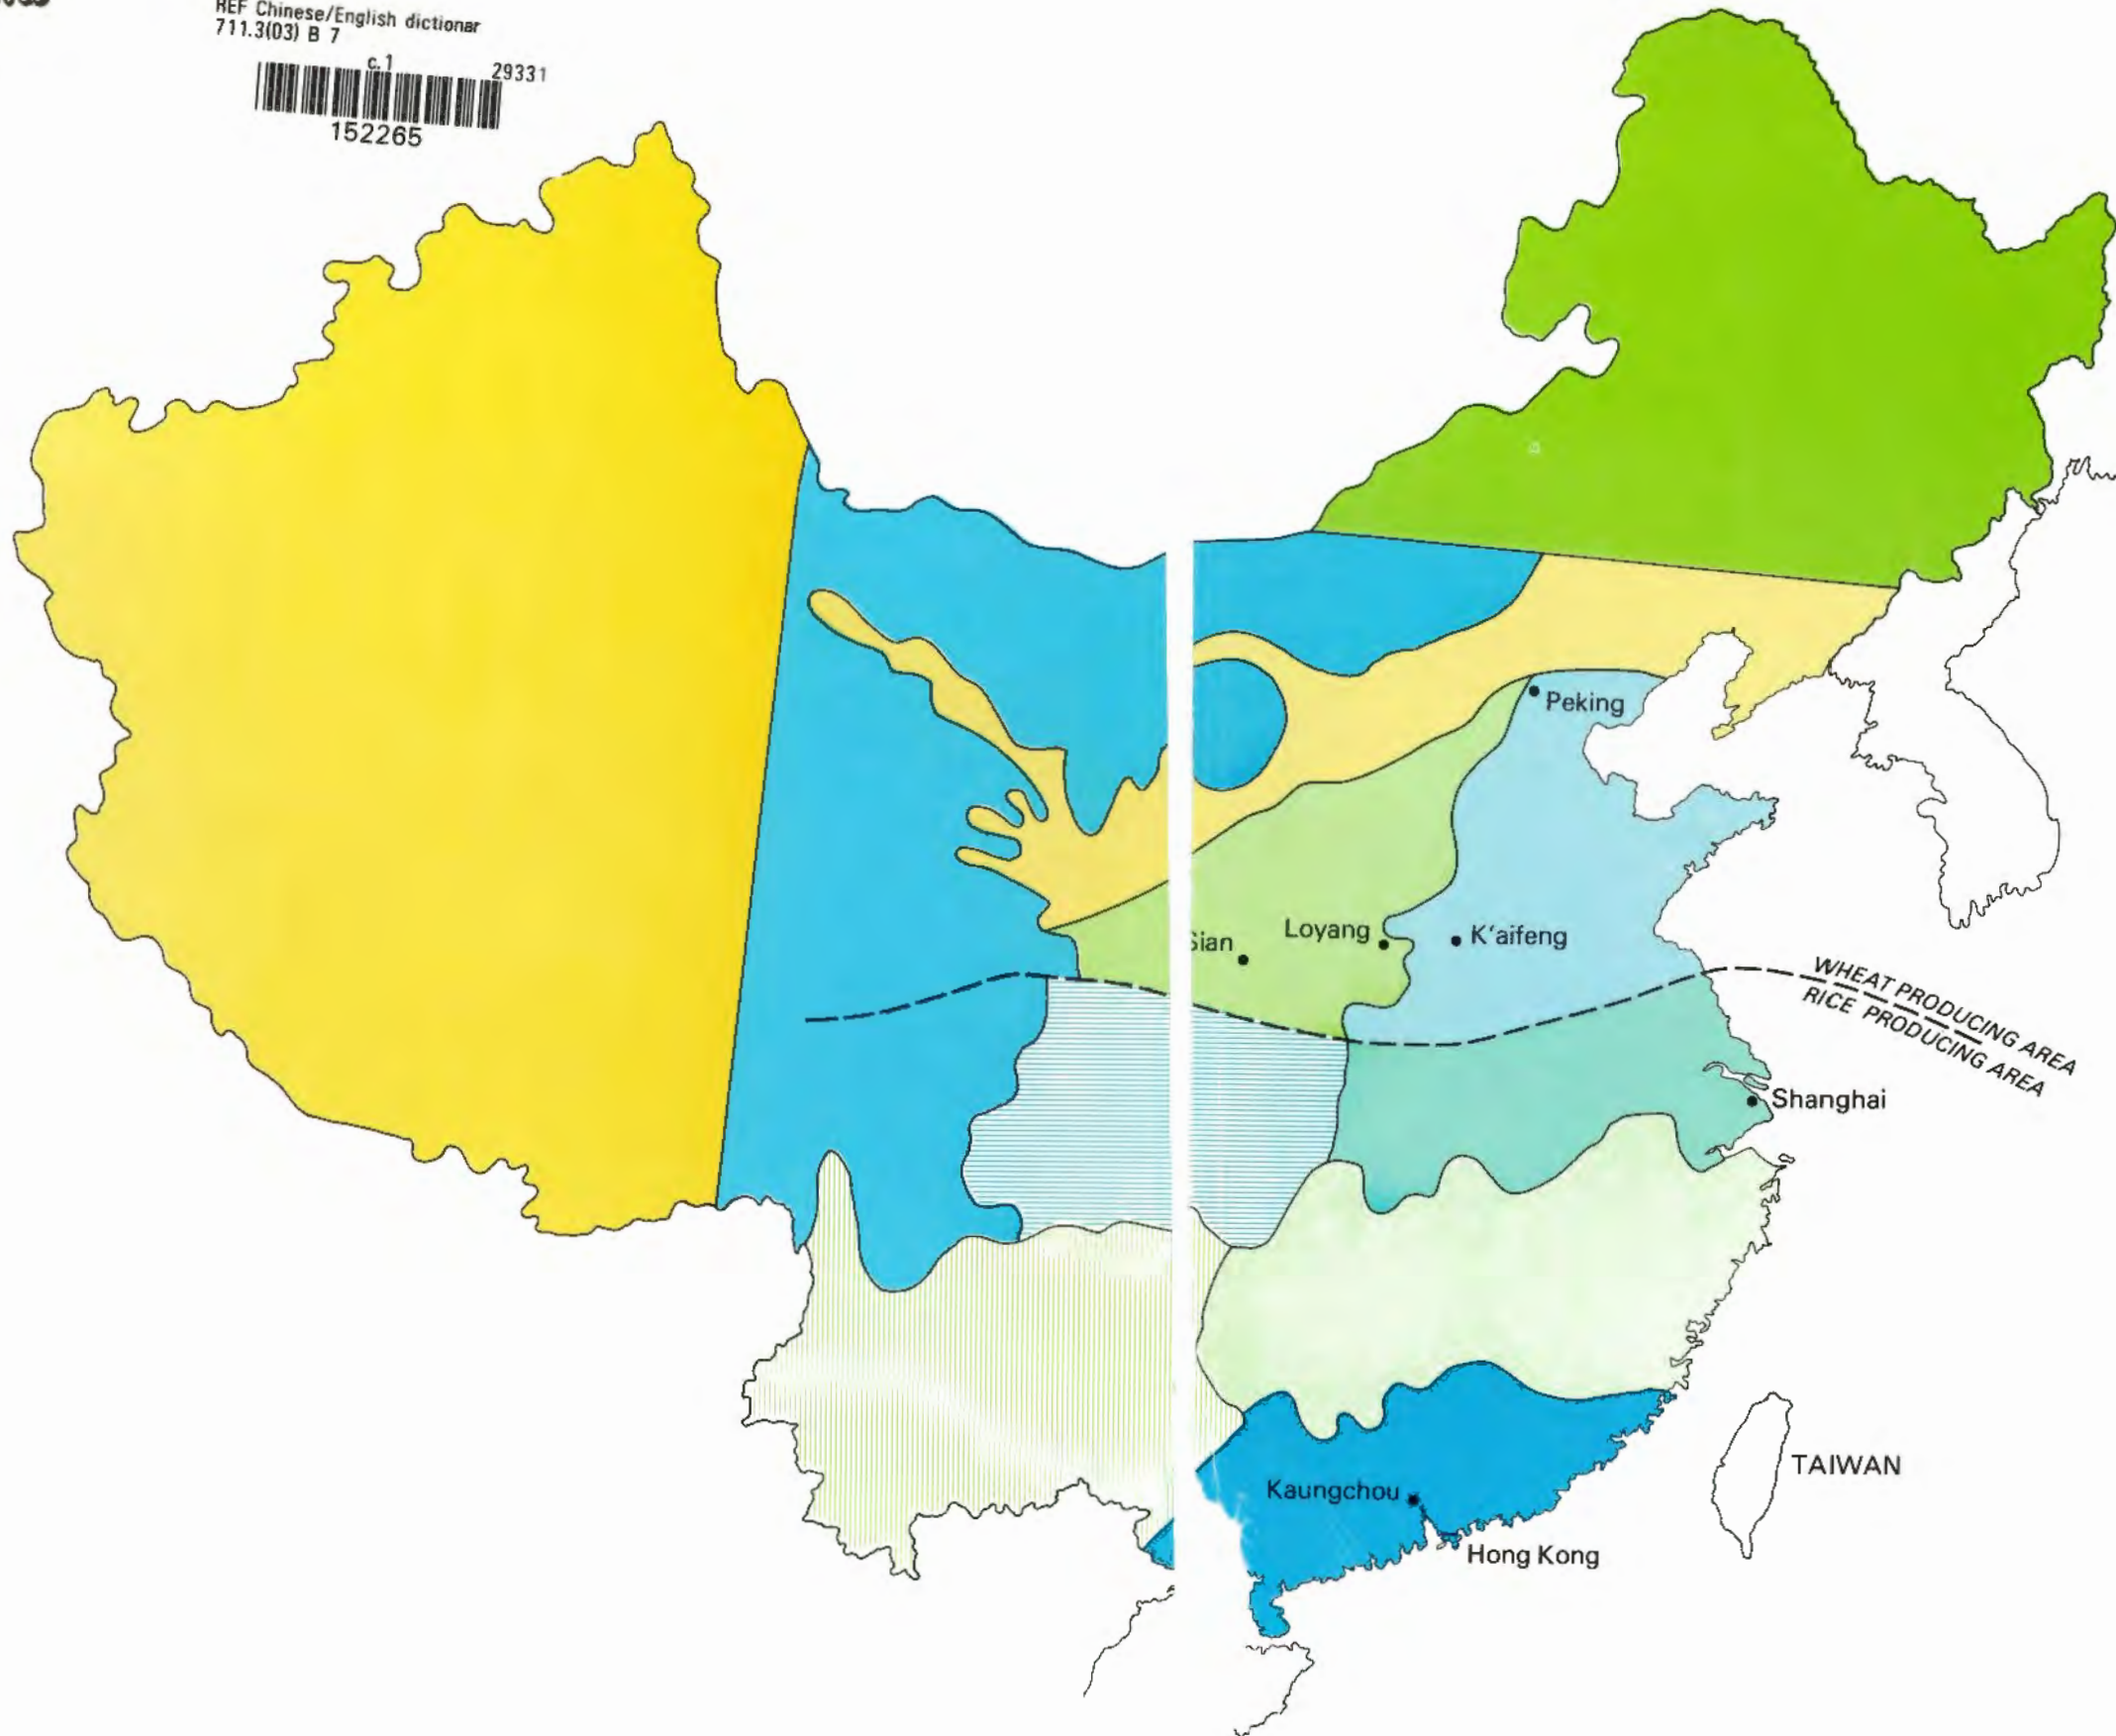 REF Chinese/English dictionar
711.3(03) B 7
c.1 29331
152265
Peking
Sian
Loyang
K'aifeng
WHEAT PRODUCING AREA
RICE PRODUCING AREA
Shanghai
TAIWAN
Kaungchou
Hong Kong